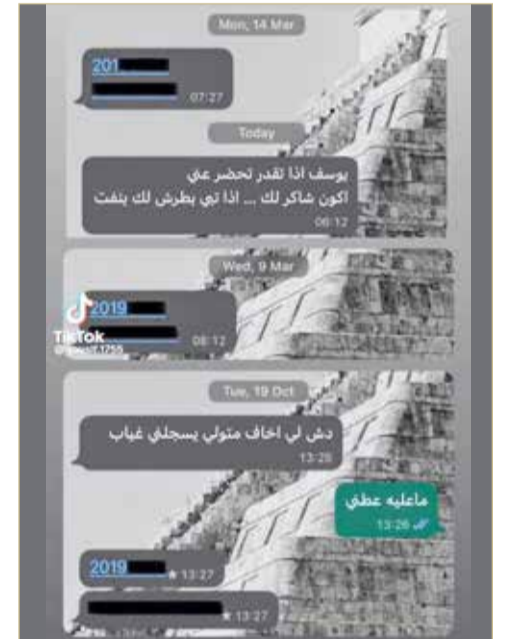 Mon, 14 Mar
201
07:27
Today
يوسف اذا تقدر تحضر عني
اكون شاكر لك ... اذا تبي بطرش لك بنفت
06:12
Wed, 9 Mar
2019
08:12
TikTok
Tue, 19 Oct
دش لي اخاف متولي يسجلني غياب
13:26
ماعليه عطني
13:26
2019
13:27
13:27